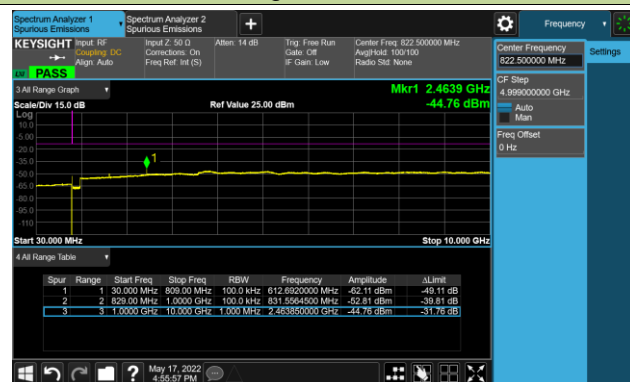 Spectrum Analyzer 1
Spurious Emissions
Spectrum Analyzer 2
Spurious Emissions
+
Frequency
KEYSIGHT
Input: RF
Coupling: DC
Align: Auto
Input Z: 50 Ω
Corrections: On
Freq Ref: Int (S)
Atten: 14 dB
Trig: Free Run
Gate: Off
IF Gain: Low
Center Freq: 822.500000 MHz
Avg|Hold: 100/100
Radio Std: None
PASS
Center Frequency
822.500000 MHz
Settings
CF Step
4.999000000 GHz
Auto
Man
Freq Offset
0 Hz
3 All Range Graph
Mkr1 2.4639 GHz
Scale/Div 15.0 dB
Ref Value 25.00 dBm
-44.76 dBm
Log
10.0
-5.00
-20.0
-35.0
-50.0
-65.0
-80.0
-95.0
-110
1
Start 30.000 MHz
Stop 10.000 GHz
4 All Range Table
Spur Range Start Freq Stop Freq RBW Frequency Amplitude ΔLimit
1 1 30.000 MHz 809.00 MHz 100.0 kHz 612.6920000 MHz -62.11 dBm -49.11 dB
2 2 829.00 MHz 1.0000 GHz 100.0 kHz 831.5564500 MHz -52.81 dBm -39.81 dB
3 3 1.0000 GHz 10.000 GHz 1.000 MHz 2.463850000 GHz -44.76 dBm -31.76 dB
?
May 17, 2022
4:55:57 PM